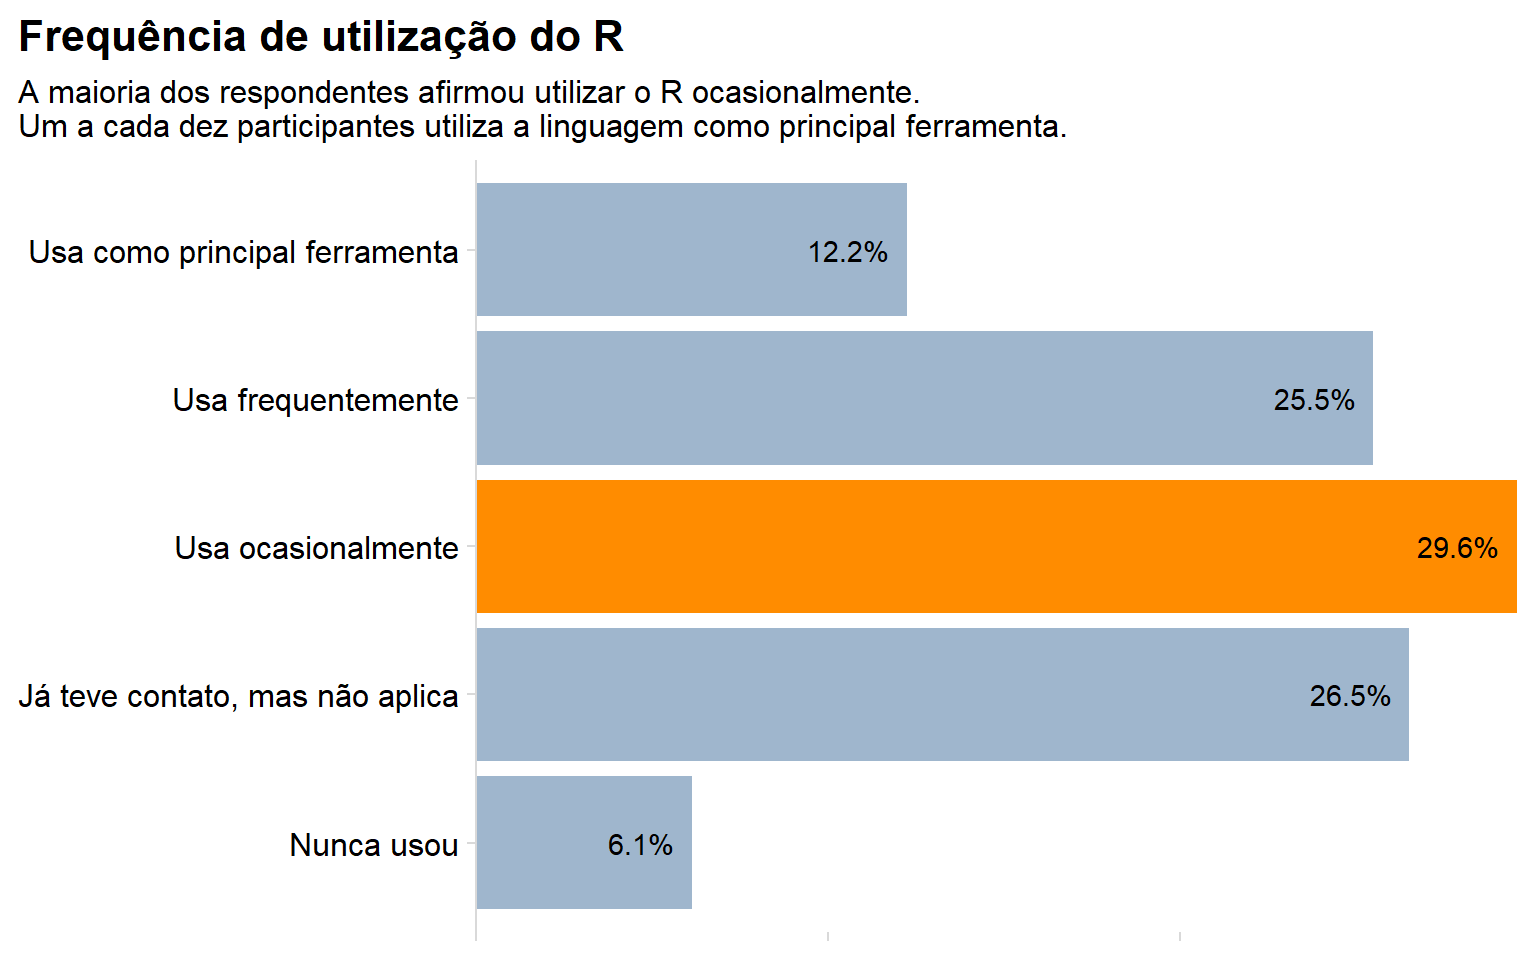 Frequência de utilização do R
A maioria dos respondentes afirmou utilizar o R ocasionalmente.
Um a cada dez participantes utiliza a linguagem como principal ferramenta.
Usa como principal ferramenta
12.2%
Usa frequentemente
25.5%
Usa ocasionalmente
29.6%
Já teve contato, mas não aplica
26.5%
Nunca usou
6.1%